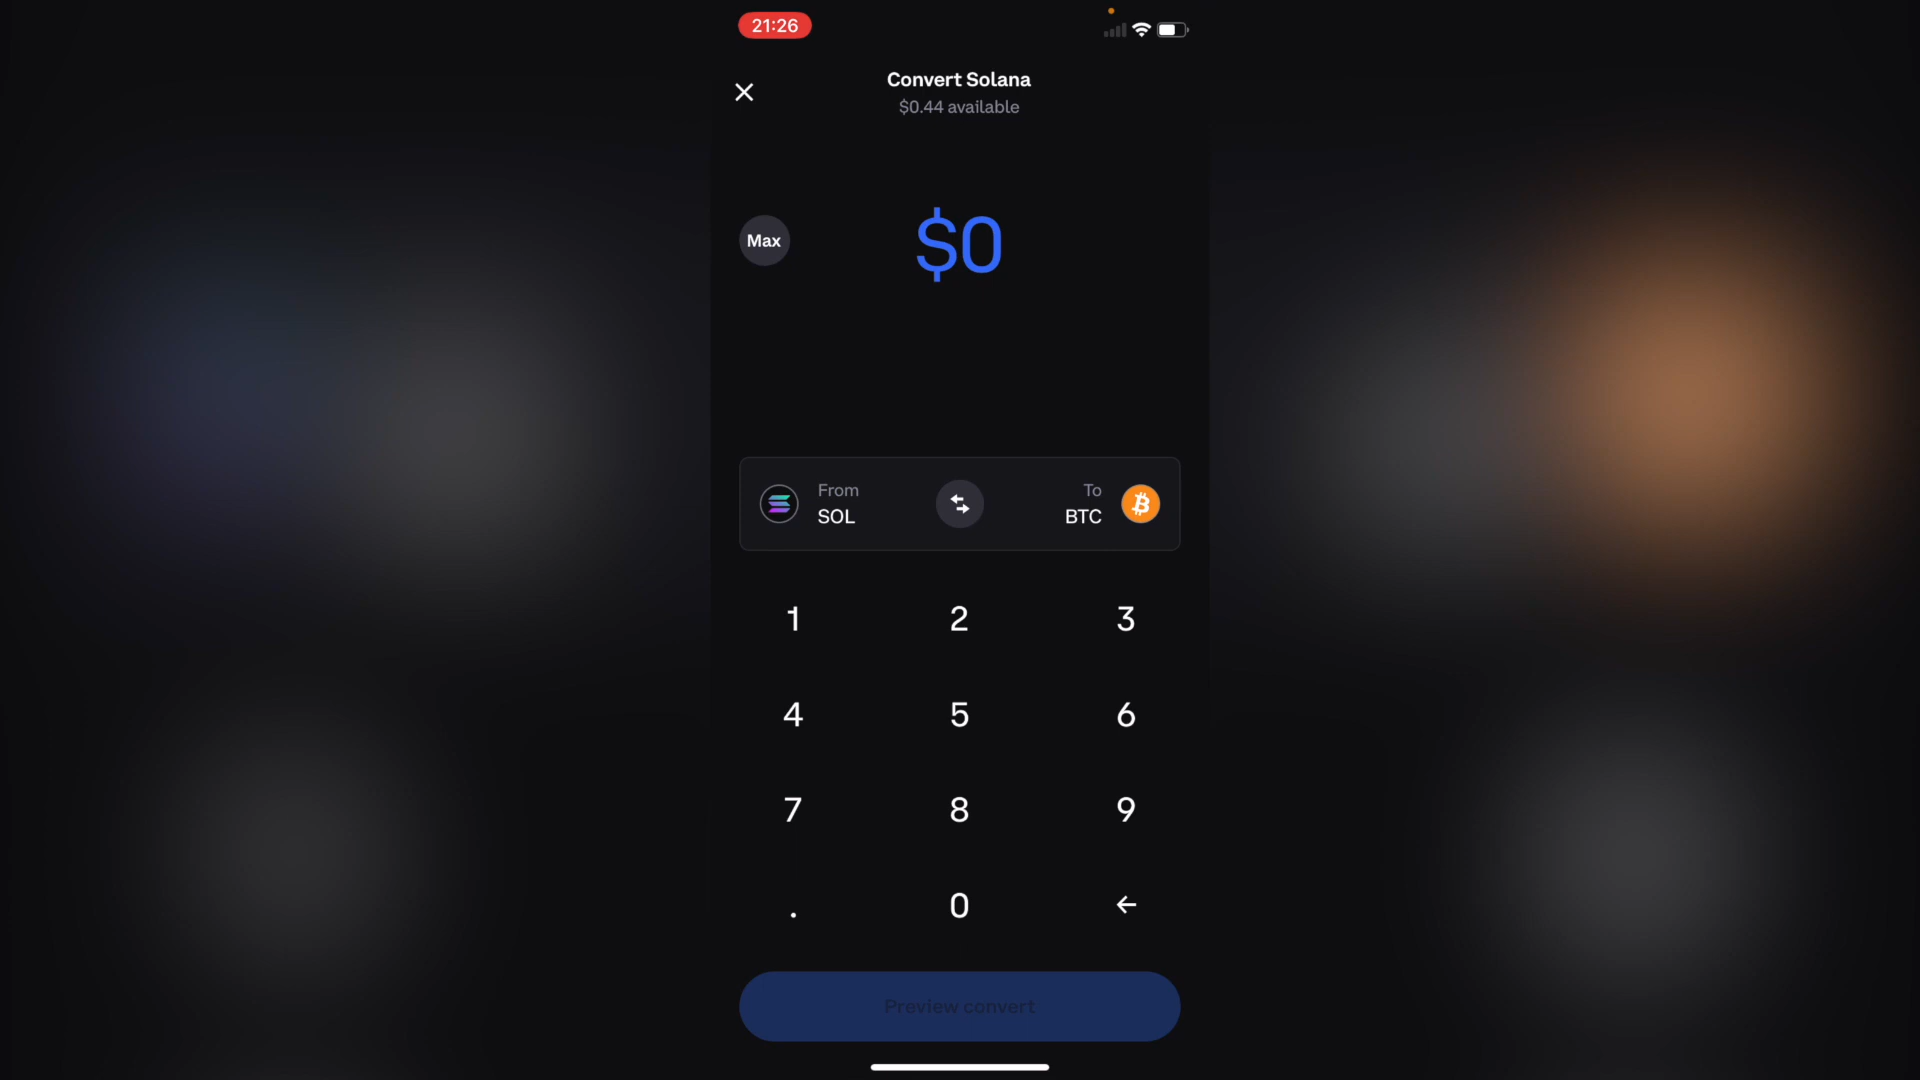 21:26
Convert Solana
$0.44 available
Max
$0
From
SOL
To
BTC
1 2 3
4 5 6
7 8 9
. 0
Preview convert